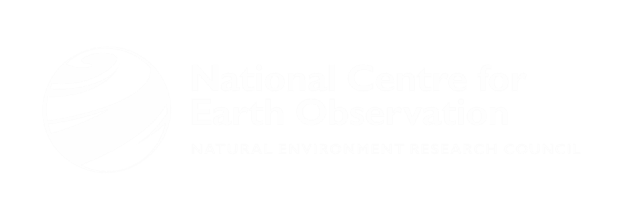 National Centre for
Earth Observation
NATURAL ENVIRONMENT RESEARCH COUNCIL